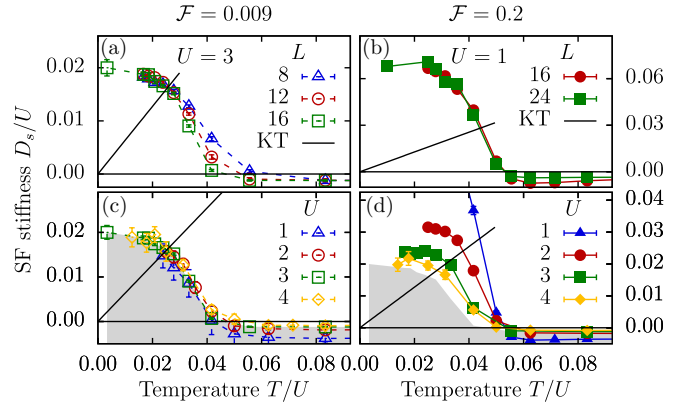 𝓕 = 0.009 𝓕 = 0.2
(a) U = 3 L
8
12
16
KT
0.02
0.01
0.00
(b) U = 1 L
16
24
KT
0.06
0.04
0.02
0.00
(c) U
1
2
3
4
0.02
0.01
0.00
(d) U
1
2
3
4
0.04
0.03
0.02
0.01
0.00
SF stiffness D_s/U
0.00 0.02 0.04 0.06 0.08 0.00 0.02 0.04 0.06 0.08
Temperature T/U Temperature T/U